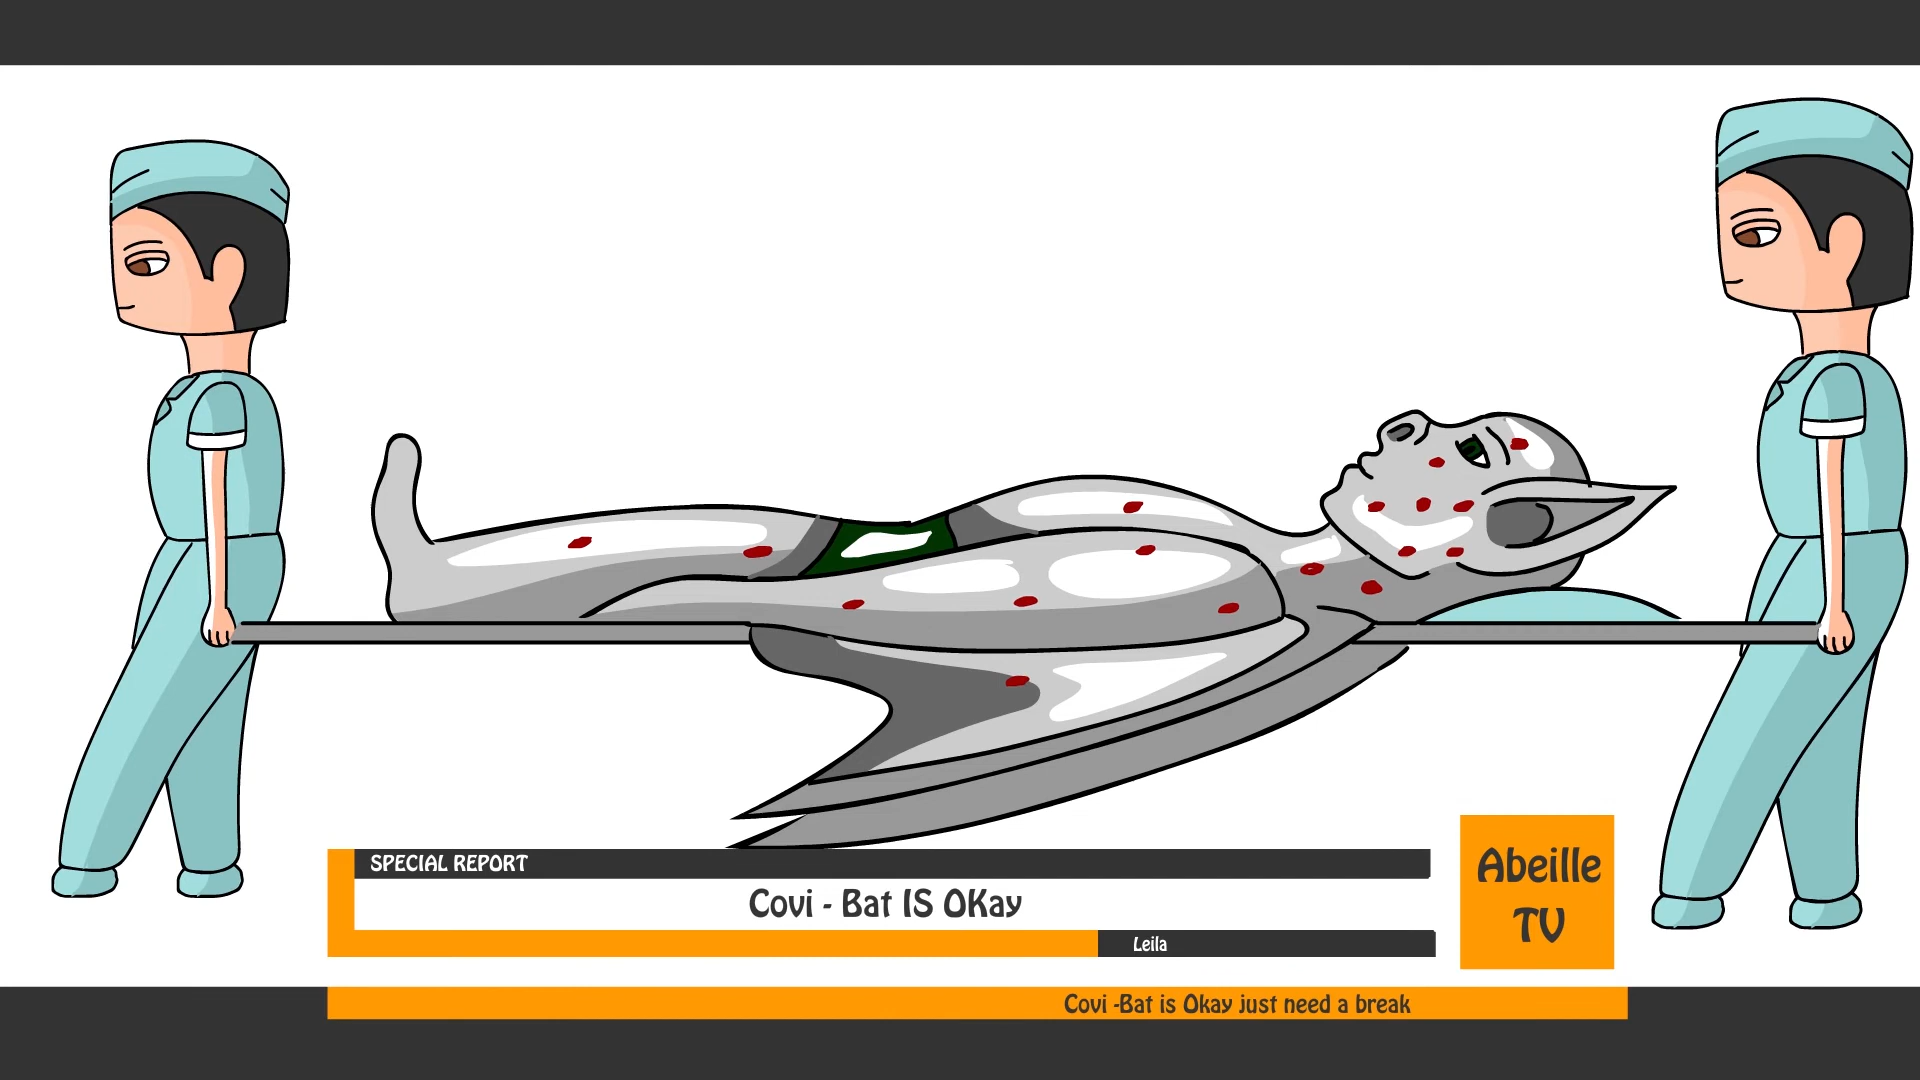 SPECIAL REPORT
Covi - Bat IS OKay
Leila
Abeille
TV
Covi -Bat is Okay just need a break